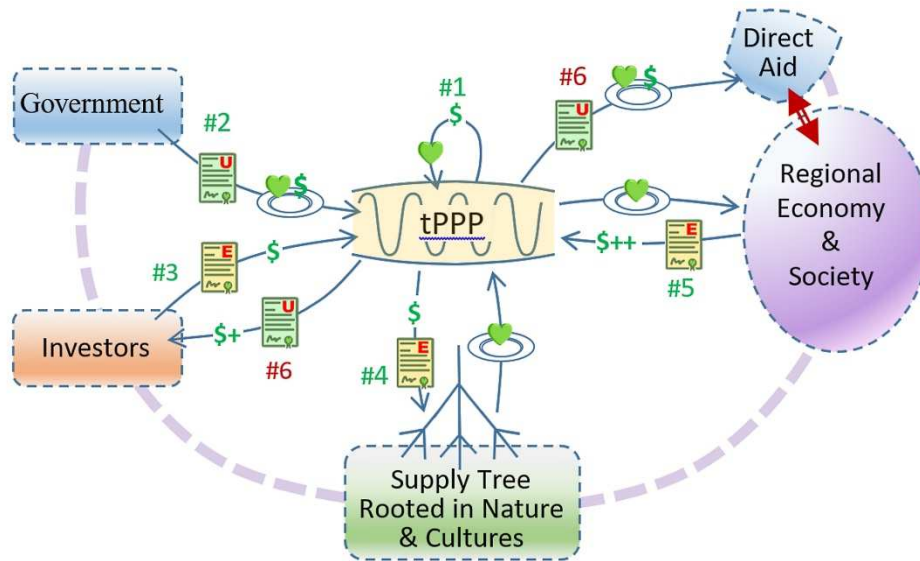 Direct
Aid
#1
#6
$
$
U
Government
#2
U
$
Regional
Economy
&
Society
tPPP
$++
E
#5
#3
E
$
$+
U
#6
Investors
$
#4
E
Supply Tree
Rooted in Nature
& Cultures